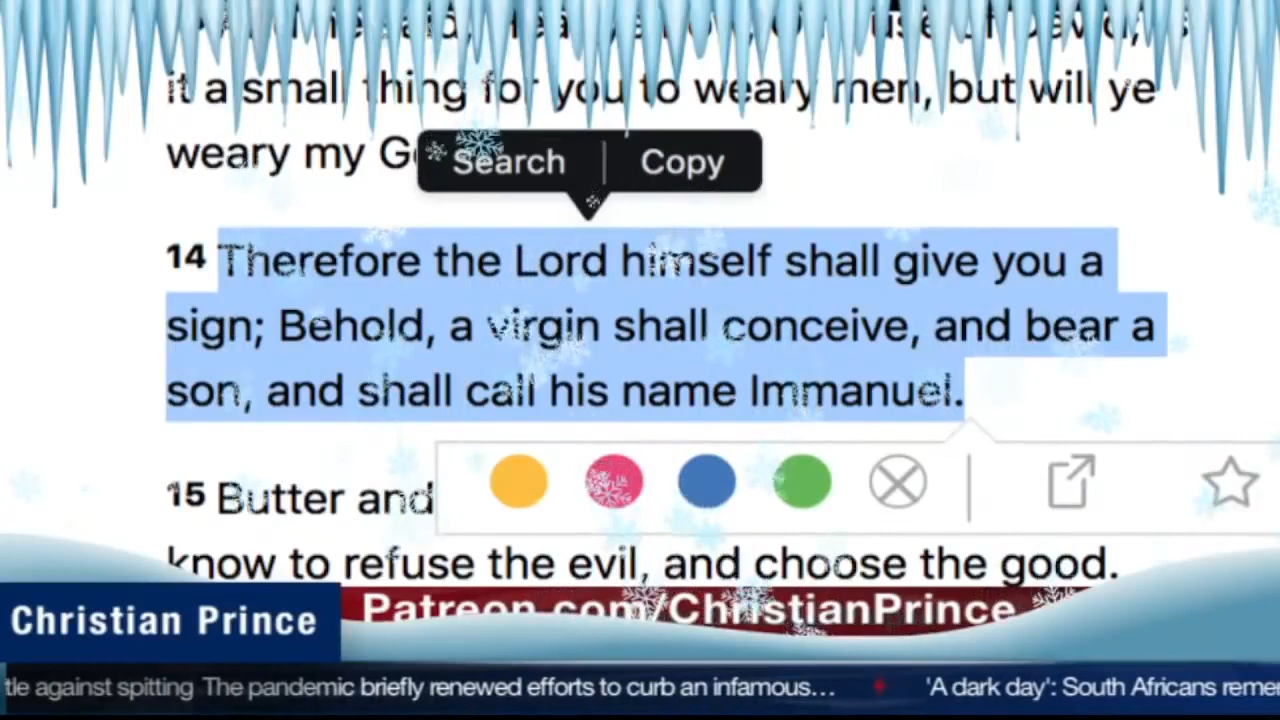 it a small thing for you to weary men, but will ye
weary my
Search | Copy
14 Therefore the Lord himself shall give you a
sign; Behold, a virgin shall conceive, and bear a
son, and shall call his name Immanuel.
15 Butter and
know to refuse the evil, and choose the good.
Christian Prince
Patreon.com/ChristianPrince
against spitting The pandemic briefly renewed efforts to curb an infamous... 'A dark day': South Africans